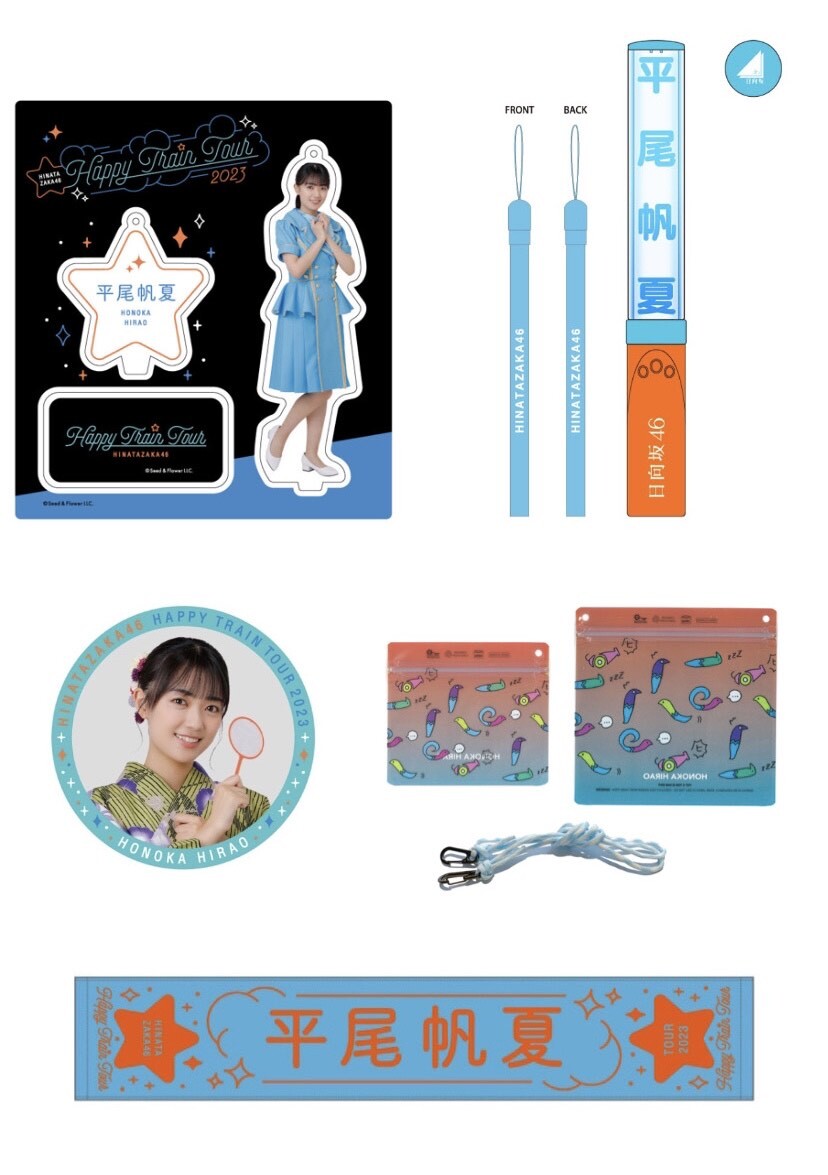 HINATA
ZAKA46
Happy Train Tour
2023
平尾帆夏
HONOKA
HIRAO
Happy Train Tour
HINATAZAKA46
©Seed & Flower LLC.
©Seed & Flower LLC.
FRONT
BACK
HINATAZAKA46
HINATAZAKA46
平尾帆夏
日向坂46
HINATAZAKA46 HAPPY TRAIN TOUR 2023
HONOKA HIRAO
zzz
HONOKA HIRAO
zzz
zzz
HONOKA HIRAO
Happy Train Tour
HINATA
ZAKA46
平尾帆夏
TOUR
2023
Happy Train Tour